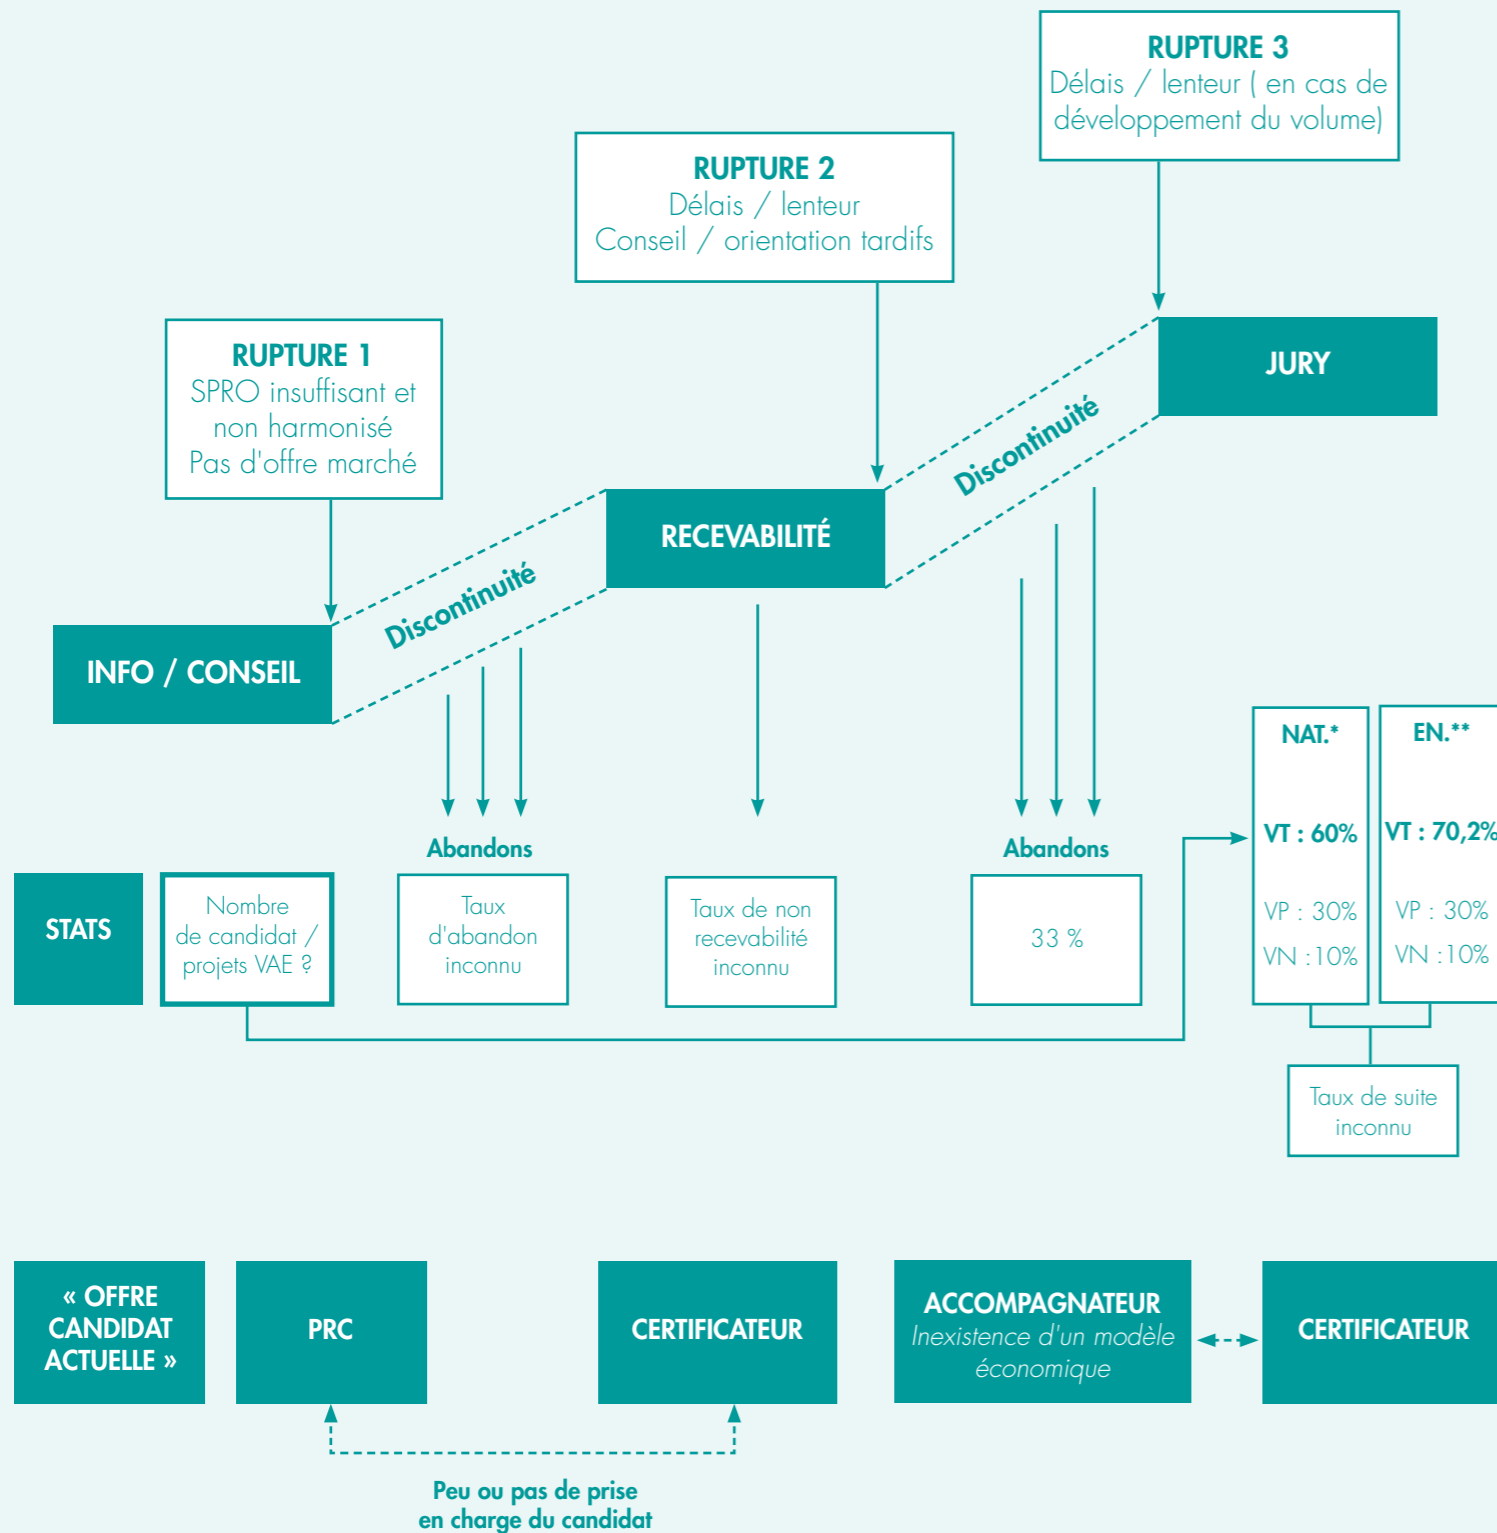 RUPTURE 3
Délais / lenteur ( en cas de
développement du volume)
RUPTURE 2
Délais / lenteur
Conseil / orientation tardifs
RUPTURE 1
SPRO insuffisant et
non harmonisé
Pas d'offre marché
JURY
Discontinuité
RECEVABILITÉ
Discontinuité
INFO / CONSEIL
NAT.*
VT : 60%
VP : 30%
VN :10%
EN.**
VT : 70,2%
VP : 30%
VN :10%
Abandons
Abandons
STATS
Nombre
de candidat /
projets VAE ?
Taux
d'abandon
inconnu
Taux de non
recevabilité
inconnu
33 %
Taux de suite
inconnu
« OFFRE
CANDIDAT
ACTUELLE »
PRC
CERTIFICATEUR
ACCOMPAGNATEUR
Inexistence d'un modèle
économique
CERTIFICATEUR
Peu ou pas de prise
en charge du candidat